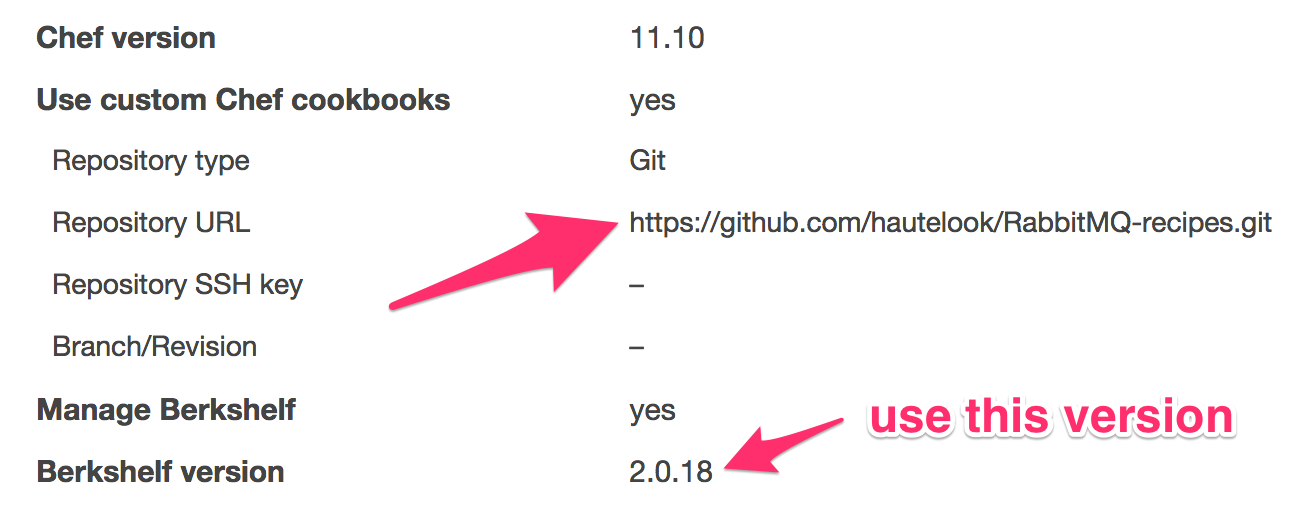 Chef version 11.10
Use custom Chef cookbooks yes
Repository type Git
Repository URL https://github.com/hautelook/RabbitMQ-recipes.git
Repository SSH key –
Branch/Revision –
Manage Berkshelf yes
use this version
Berkshelf version 2.0.18